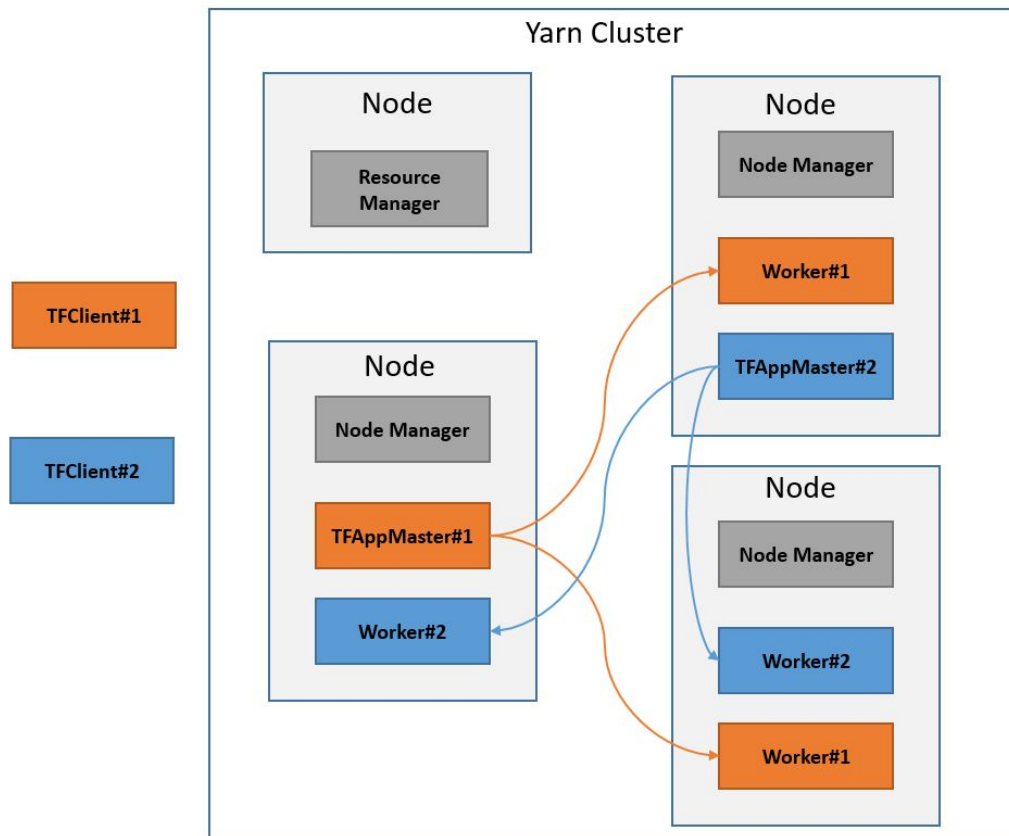 Yarn Cluster
Node
Resource
Manager
Node
Node Manager
Worker#1
TFAppMaster#2
TFClient#1
TFClient#2
Node
Node Manager
TFAppMaster#1
Worker#2
Node
Node Manager
Worker#2
Worker#1